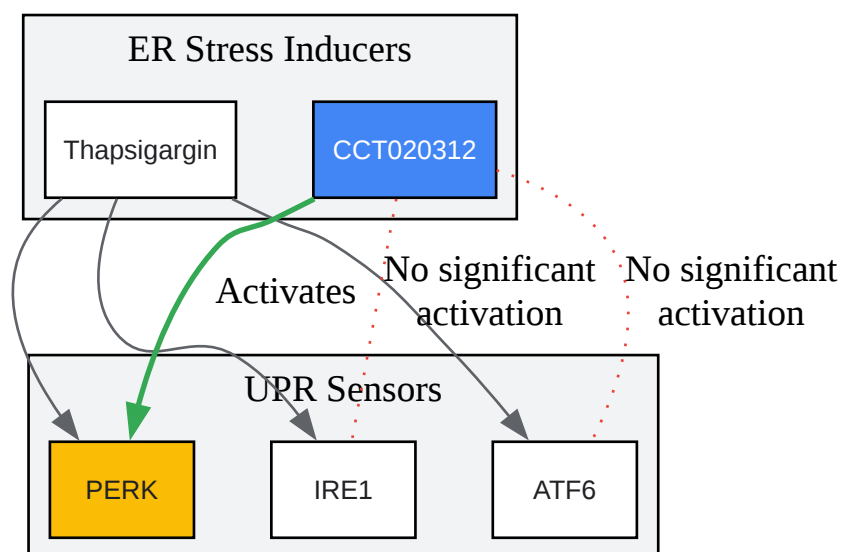 ER Stress Inducers
Thapsigargin
CCT020312
Activates
No significant
activation
No significant
activation
UPR Sensors
PERK
IRE1
ATF6